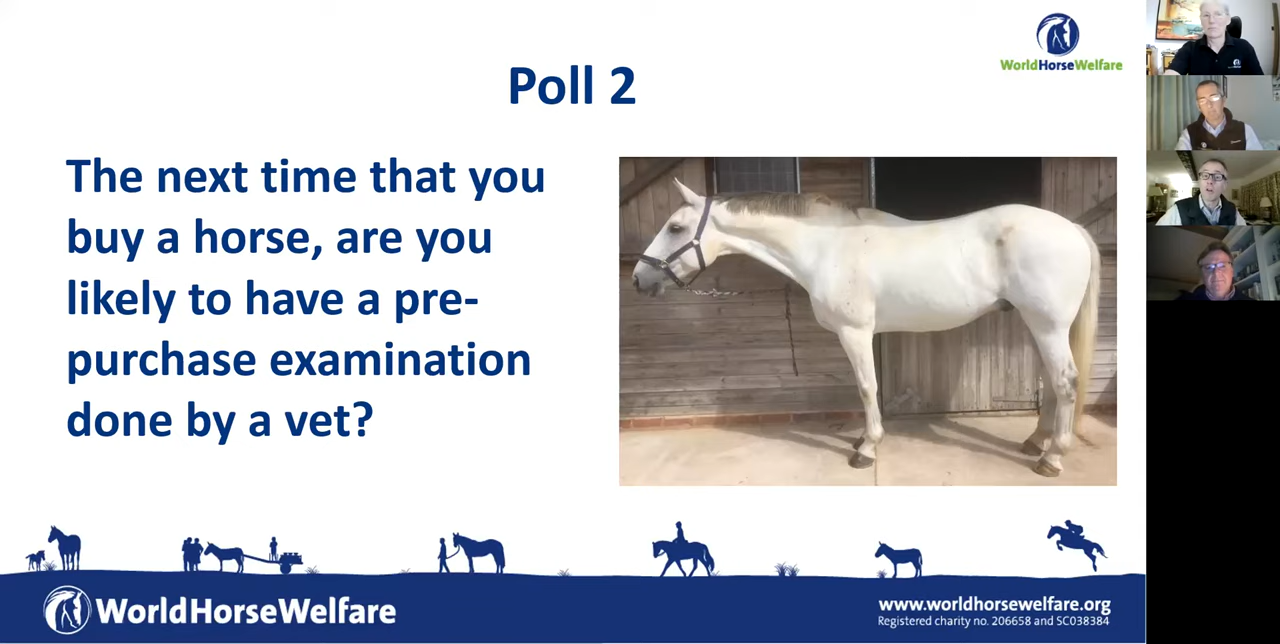 WorldHorseWelfare
Poll 2
The next time that you
buy a horse, are you
likely to have a pre-
purchase examination
done by a vet?
WorldHorseWelfare
www.worldhorsewelfare.org
Registered charity no. 206658 and SC038384